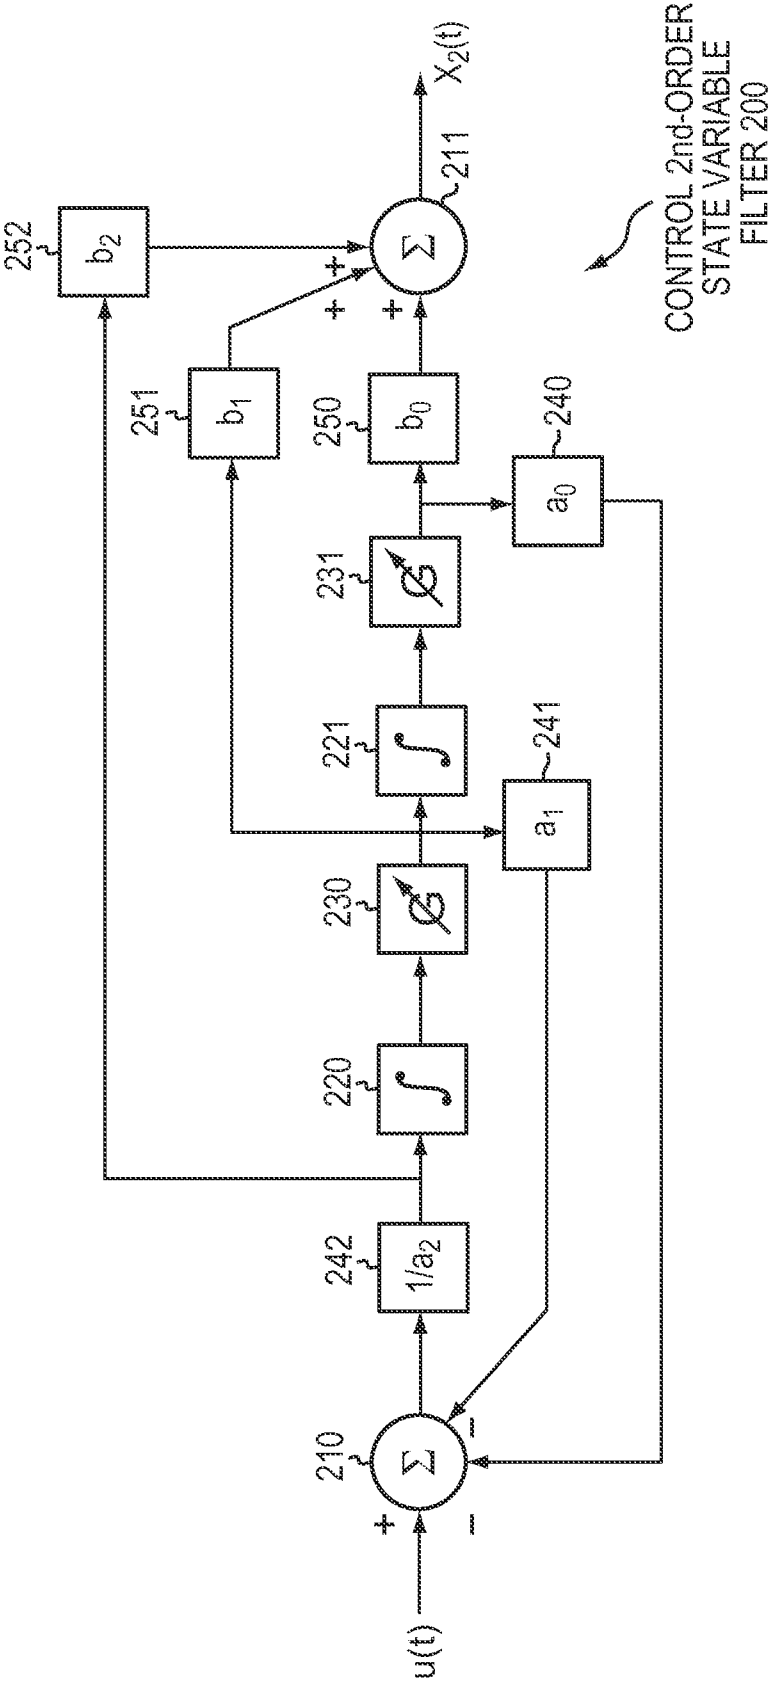 252
b2
251
b1
250
b0
+
+
+
Σ
211
X2(t)
231
G
240
a0
221
∫
241
a1
230
G
220
∫
242
1/a2
210
Σ
+
−
−
u(t)
CONTROL 2nd-ORDER
STATE VARIABLE
FILTER 200